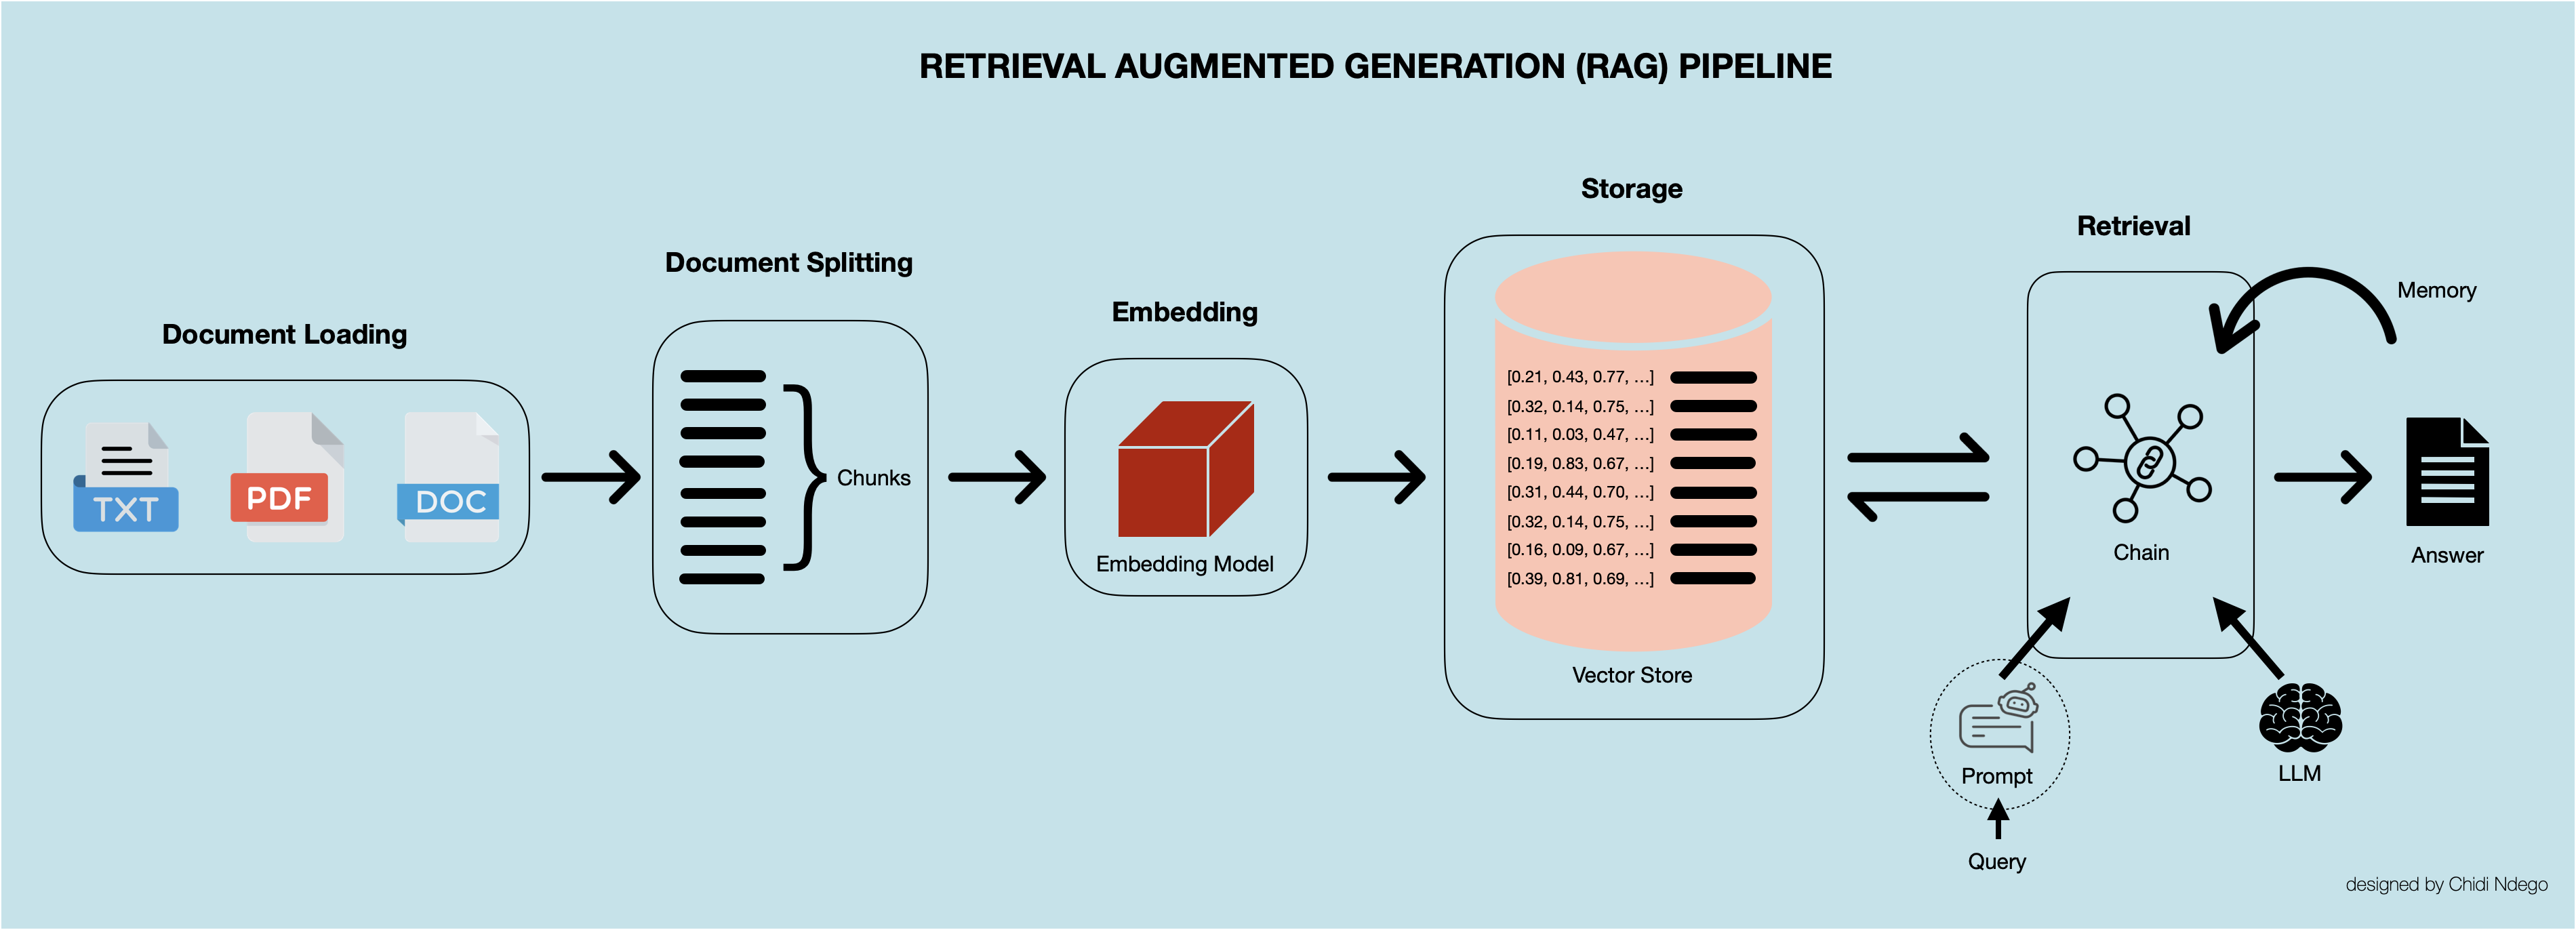 RETRIEVAL AUGMENTED GENERATION (RAG) PIPELINE
Document Loading
TXT
PDF
DOC
Document Splitting
Chunks
Embedding
Embedding Model
Storage
[0.21, 0.43, 0.77, ...]
[0.32, 0.14, 0.75, ...]
[0.11, 0.03, 0.47, ...]
[0.19, 0.83, 0.67, ...]
[0.31, 0.44, 0.70, ...]
[0.32, 0.14, 0.75, ...]
[0.16, 0.09, 0.67, ...]
[0.39, 0.81, 0.69, ...]
Vector Store
Retrieval
Memory
Chain
Answer
Prompt
LLM
Query
designed by Chidi Ndego